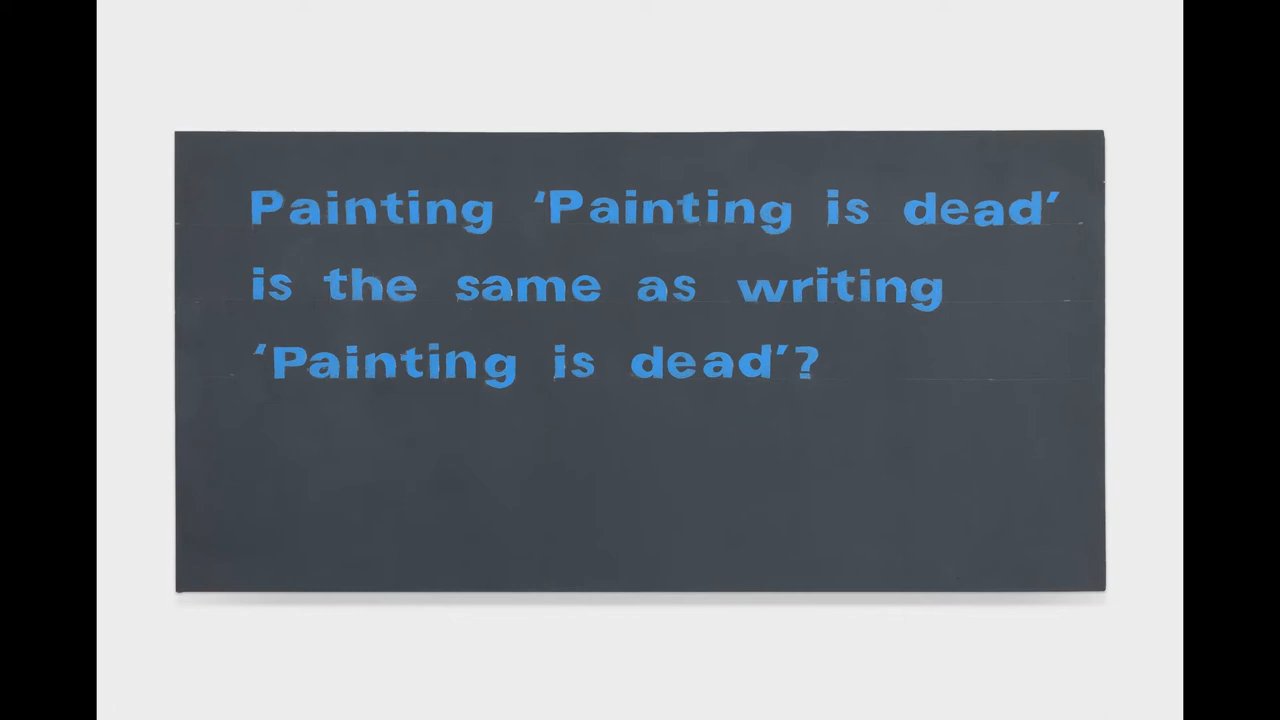 Painting ‘Painting is dead’
is the same as writing
‘Painting is dead’?